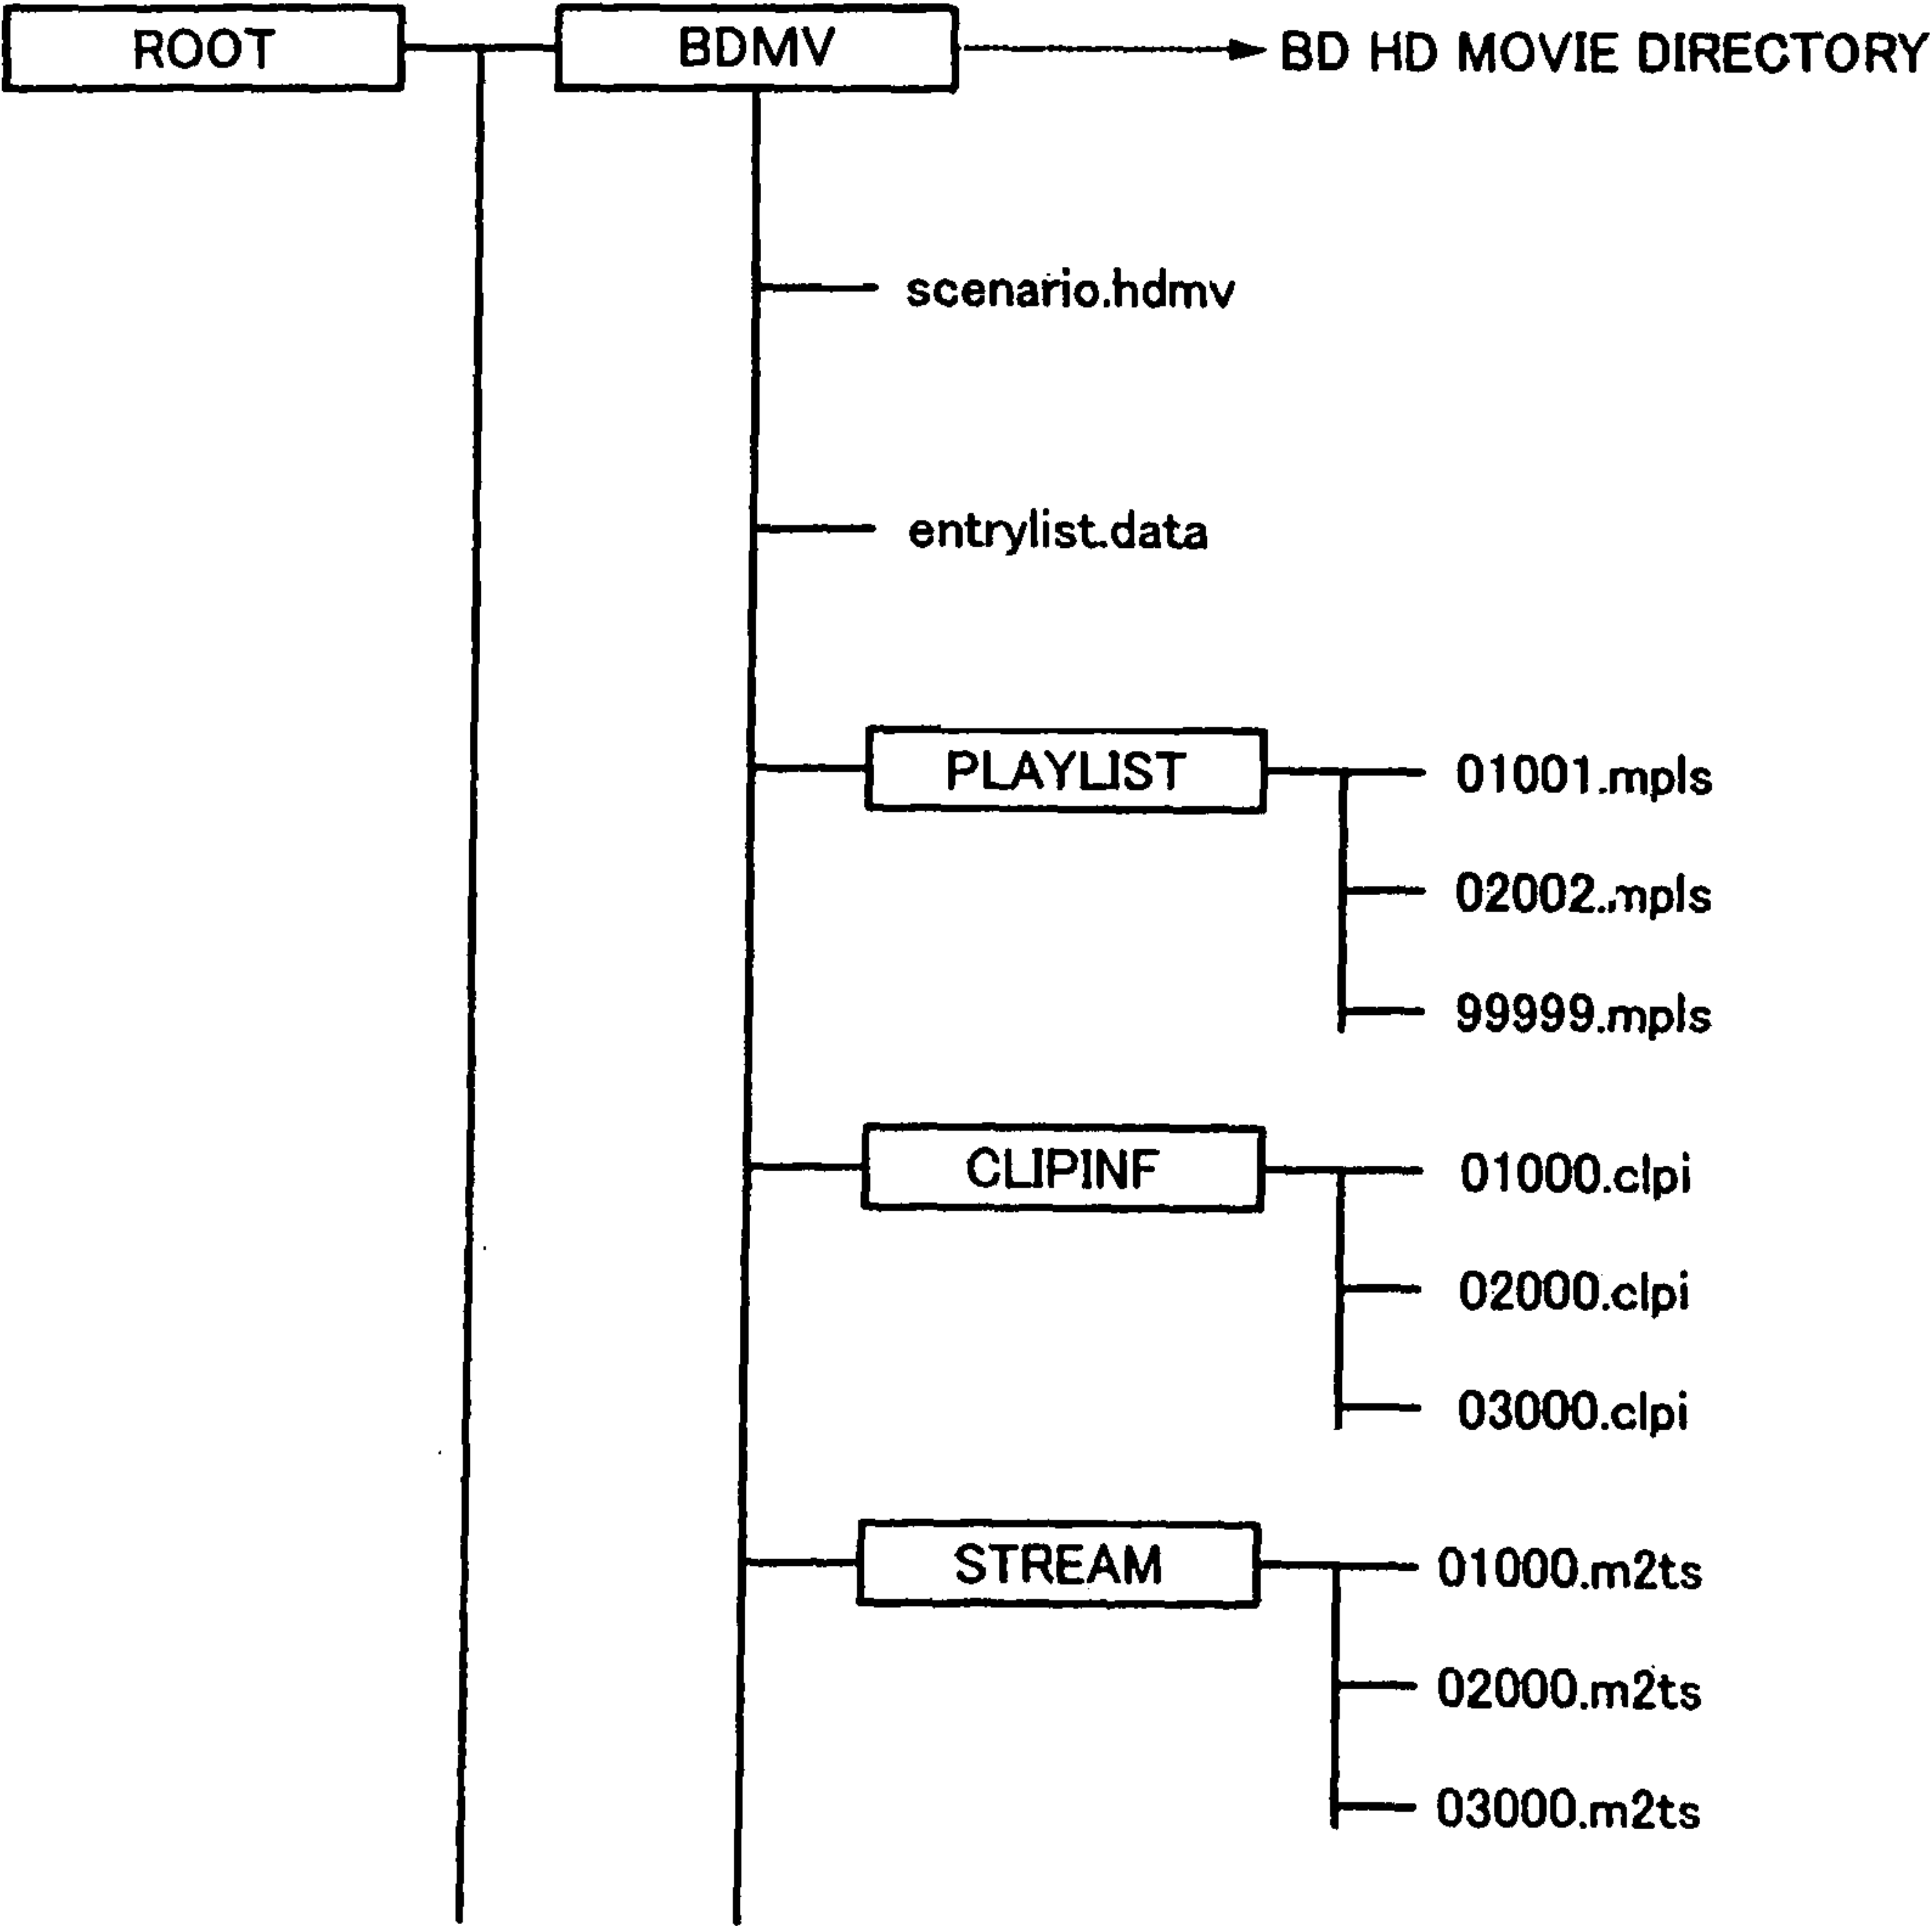 ROOT
BDMV
BD HD MOVIE DIRECTORY
scenario.hdmv
entrylist.data
PLAYLIST
01001.mpls
02002.mpls
99999.mpls
CLIPINF
01000.clpi
02000.clpi
03000.clpi
STREAM
01000.m2ts
02000.m2ts
03000.m2ts